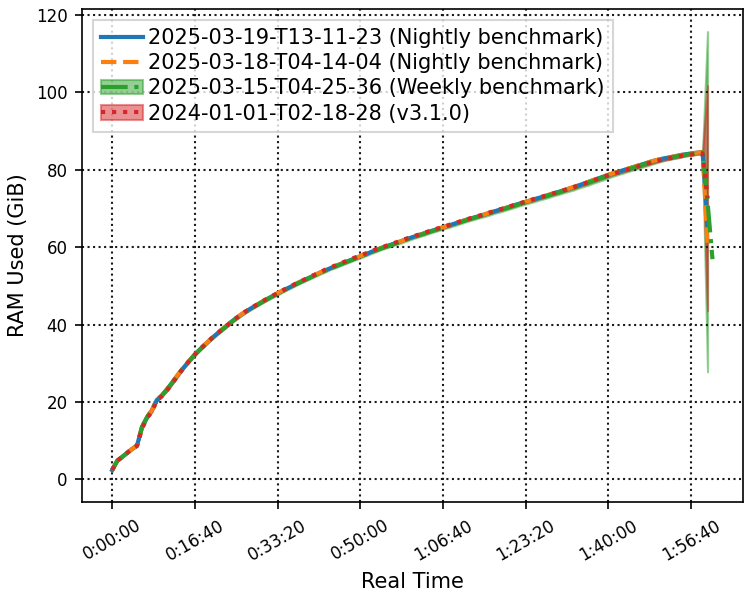 2025-03-19-T13-11-23 (Nightly benchmark)
2025-03-18-T04-14-04 (Nightly benchmark)
2025-03-15-T04-25-36 (Weekly benchmark)
2024-01-01-T02-18-28 (v3.1.0)
RAM Used (GiB)
120
100
80
60
40
20
0
0:00:00 0:16:40 0:33:20 0:50:00 1:06:40 1:23:20 1:40:00 1:56:40
Real Time